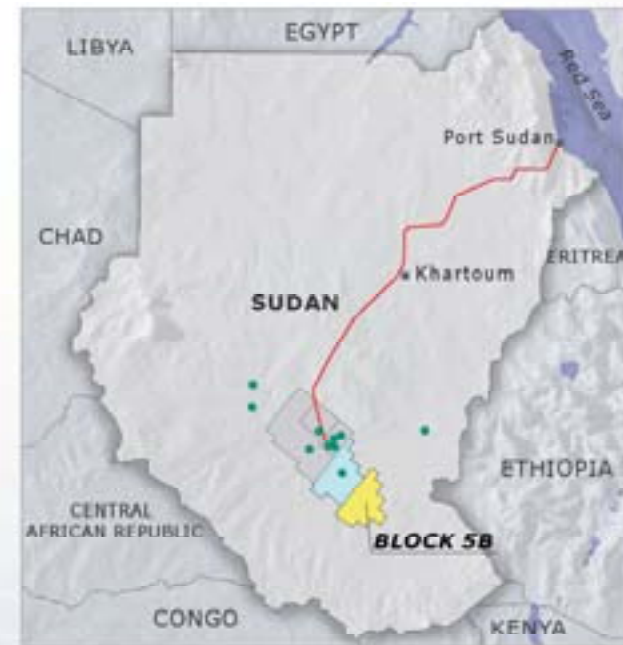 LIBYA
EGYPT
Red Sea
Port Sudan
CHAD
ERITREA
Khartoum
SUDAN
ETHIOPIA
CENTRAL
AFRICAN REPUBLIC
BLOCK 5B
CONGO
KENYA